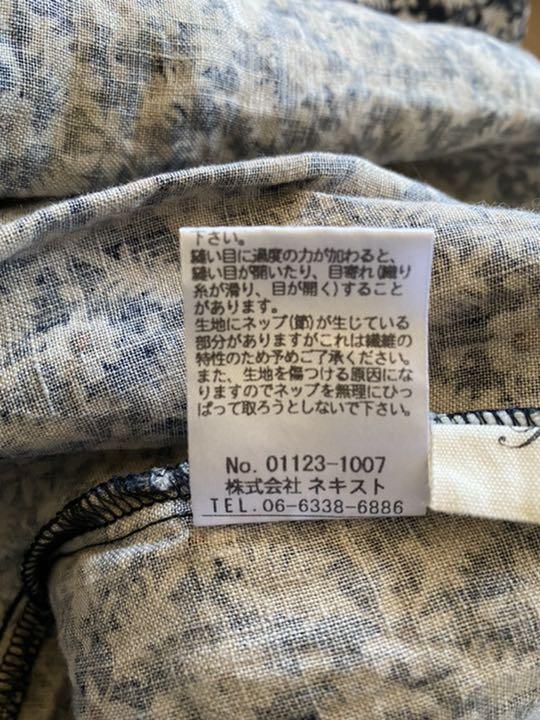 下さい。
縫い目に過度の力が加わると、
縫い目が開いたり、目寄れ(織り
糸が滑り、目が開く)すること
があります。
生地にネップ(節)が生じている
部分がありますがこれは繊維の
特性のため予めご了承ください。
また、生地を傷つける原因にな
りますのでネップを無理にひっ
ぱって取ろうとしないで下さい。
No. 01123-1007
株式会社 ネキスト
TEL.06-6338-6886